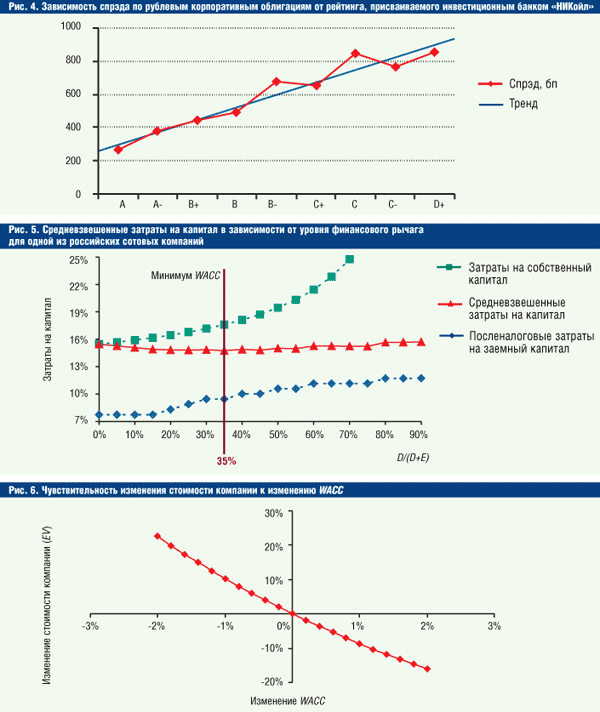 Рис. 4. Зависимость спрэда по рублевым корпоративным облигациям от рейтинга, присваиваемого инвестиционным банком «НИКойл»
1000
800
600
400
200
0
A A- B+ B B- C+ C C- D+
Спрэд, бп
Тренд
Рис. 5. Средневзвешенные затраты на капитал в зависимости от уровня финансового рычага
для одной из российских сотовых компаний
Затраты на капитал
25%
22%
19%
16%
13%
10%
7%
Минимум WACC
0% 10% 20% 30% 40% 50% 60% 70% 80% 90%
35%
D/(D+E)
Затраты на собственный
капитал
Средневзвешенные
затраты на капитал
Посленалоговые затраты
на заемный капитал
Рис. 6. Чувствительность изменения стоимости компании к изменению WACC
Изменение стоимости компании (EV)
30%
20%
10%
-3% -2% -1% 0% 1% 2% 3%
-10%
-20%
Изменение WACC